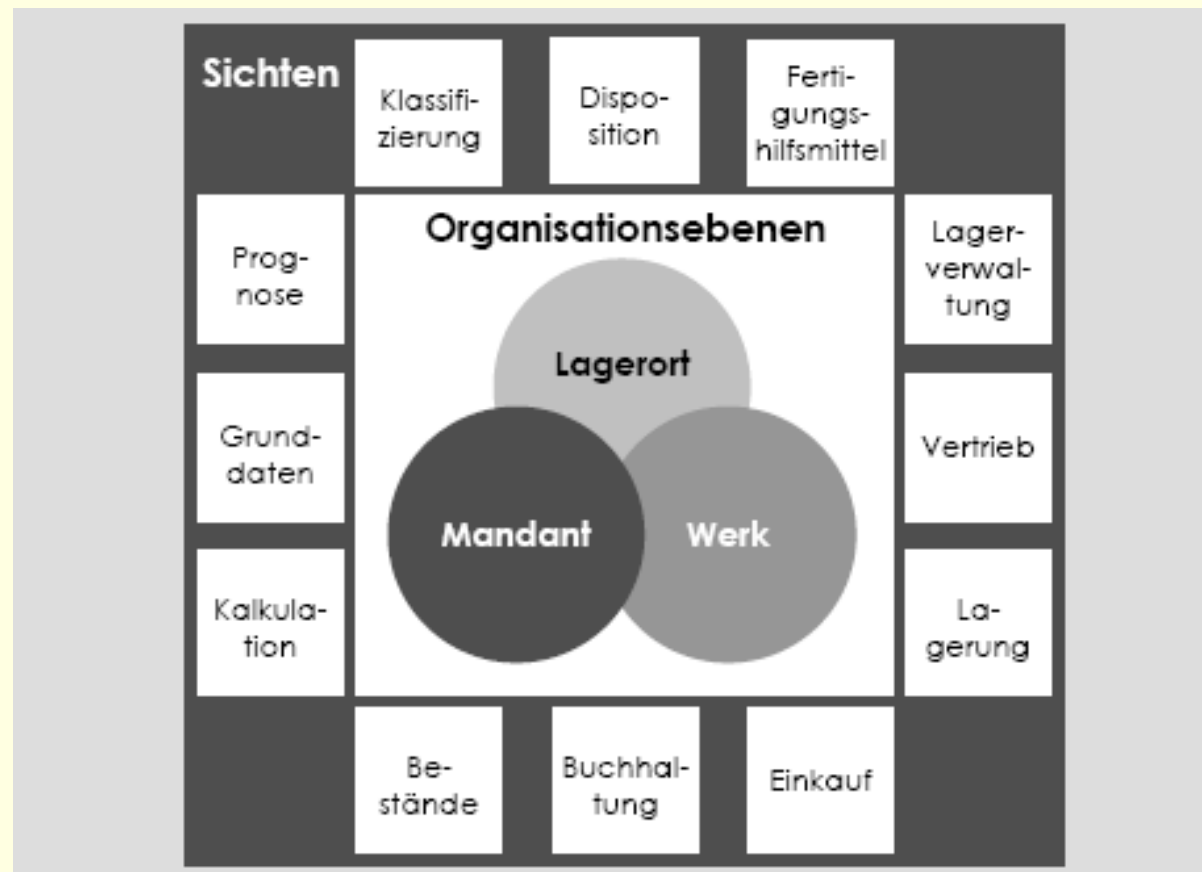 Sichten
Klassifi-
zierung
Dispo-
sition
Ferti-
gungs-
hilfsmittel
Prog-
nose
Organisationsebenen
Lager-
verwal-
tung
Lagerort
Grund-
daten
Vertrieb
Mandant
Werk
Kalkula-
tion
La-
gerung
Be-
stände
Buchhal-
tung
Einkauf